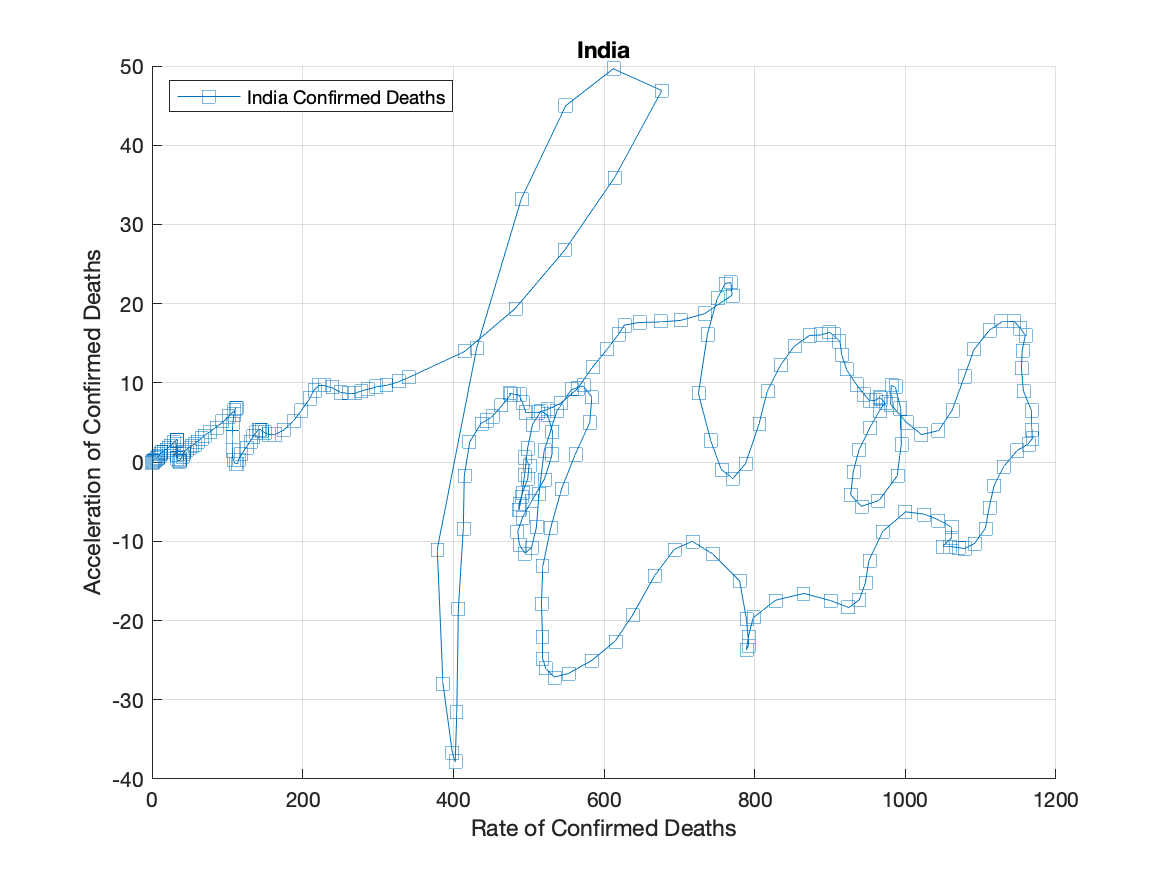 India
India Confirmed Deaths
Acceleration of Confirmed Deaths
50
40
30
20
10
0
-10
-20
-30
-40
0 200 400 600 800 1000 1200
Rate of Confirmed Deaths